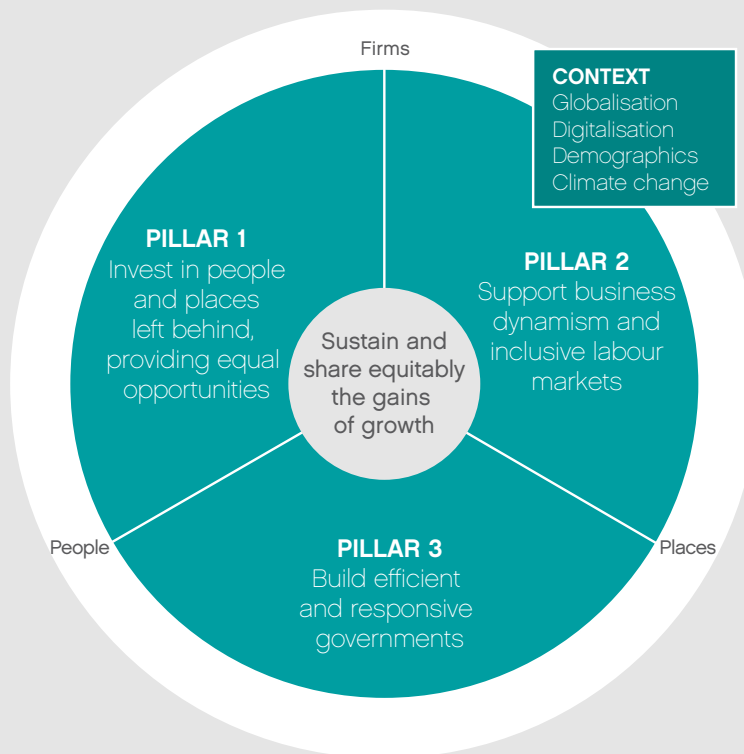 Firms
CONTEXT
Globalisation
Digitalisation
Demographics
Climate change
PILLAR 1
Invest in people
and places
left behind,
providing equal
opportunities
PILLAR 2
Support business
dynamism and
inclusive labour
markets
Sustain and
share equitably
the gains
of growth
People
Places
PILLAR 3
Build efficient
and responsive
governments